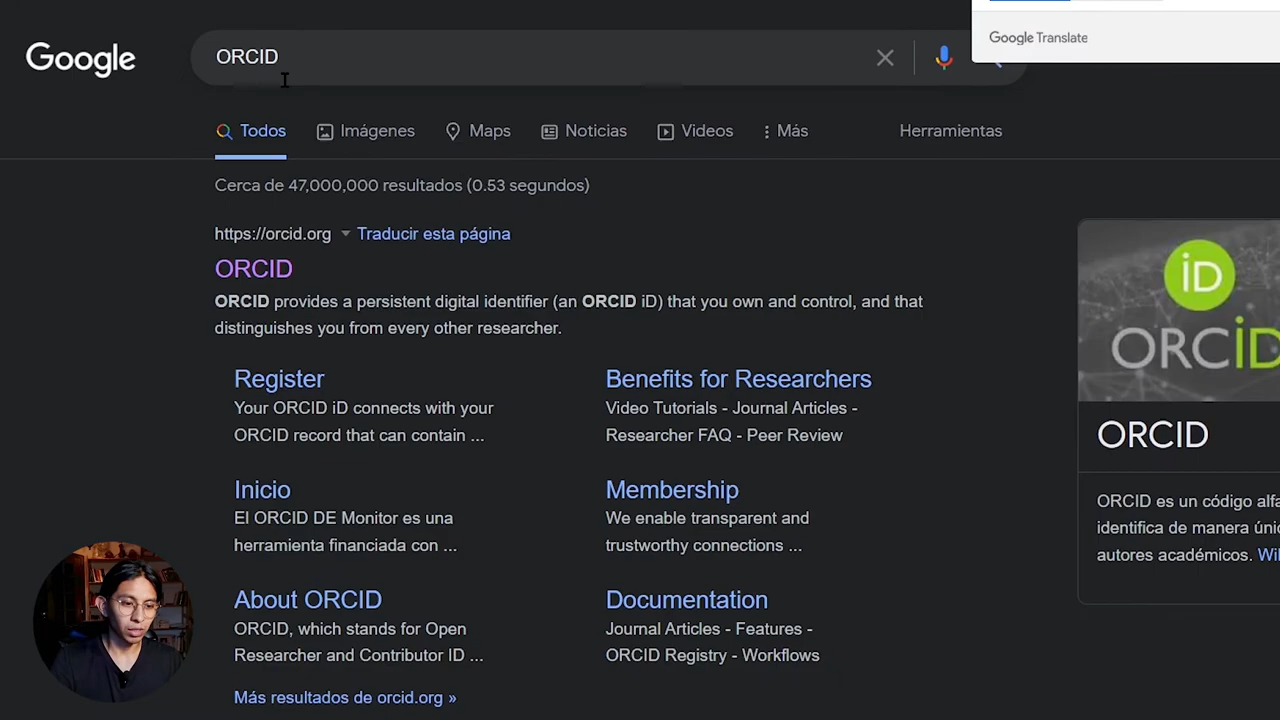 Google Translate
Google
ORCID
Todos
Imágenes
Maps
Noticias
Videos
Más
Herramientas
Cerca de 47,000,000 resultados (0.53 segundos)
https://orcid.org
Traducir esta página
ORCID
ORCID provides a persistent digital identifier (an ORCID iD) that you own and control, and that
distinguishes you from every other researcher.
Register
Your ORCID iD connects with your
ORCID record that can contain ...
Benefits for Researchers
Video Tutorials - Journal Articles -
Researcher FAQ - Peer Review
Inicio
El ORCID DE Monitor es una
herramienta financiada con ...
Membership
We enable transparent and
trustworthy connections ...
About ORCID
ORCID, which stands for Open
Researcher and Contributor ID ...
Documentation
Journal Articles - Features -
ORCID Registry - Workflows
Más resultados de orcid.org »
iD
ORCiD
ORCID
ORCID es un código
identifica de manera
autores académicos.